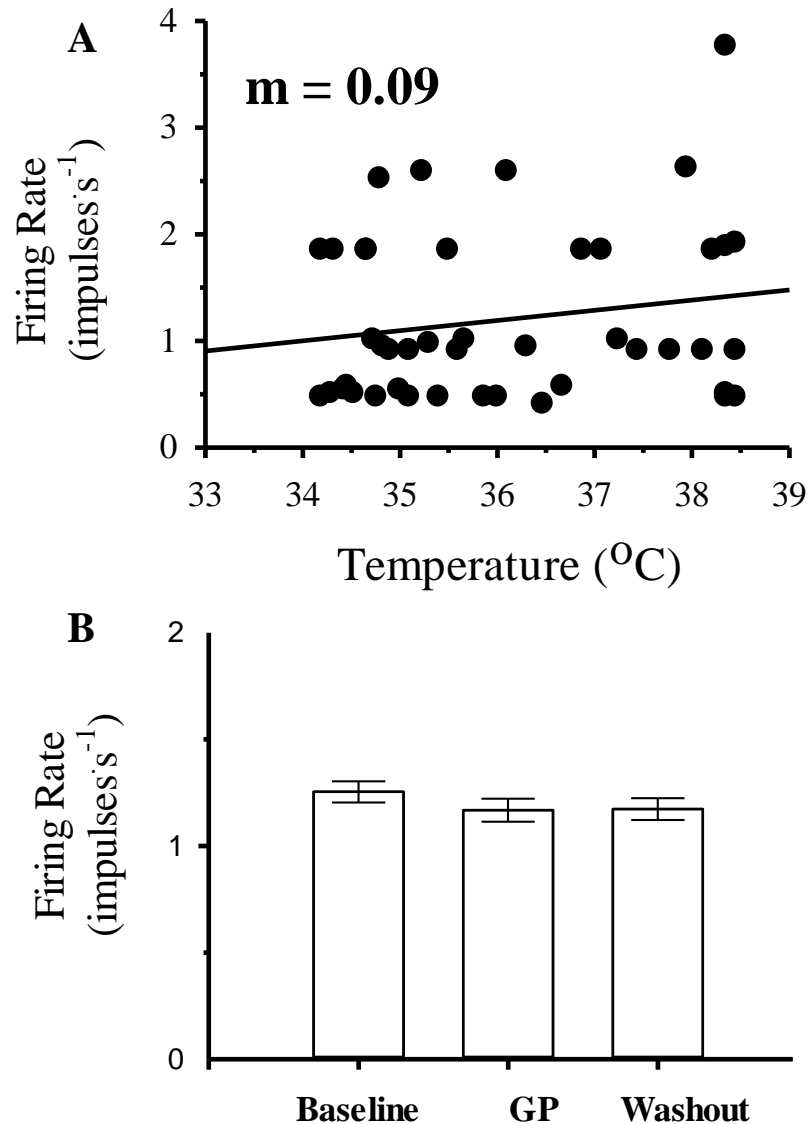 A
m = 0.09
4
3
2
1
0
Firing Rate
(impulses·s⁻¹)
33 34 35 36 37 38 39
Temperature (ᴼC)
B
2
1
0
Firing Rate
(impulses·s⁻¹)
Baseline GP Washout